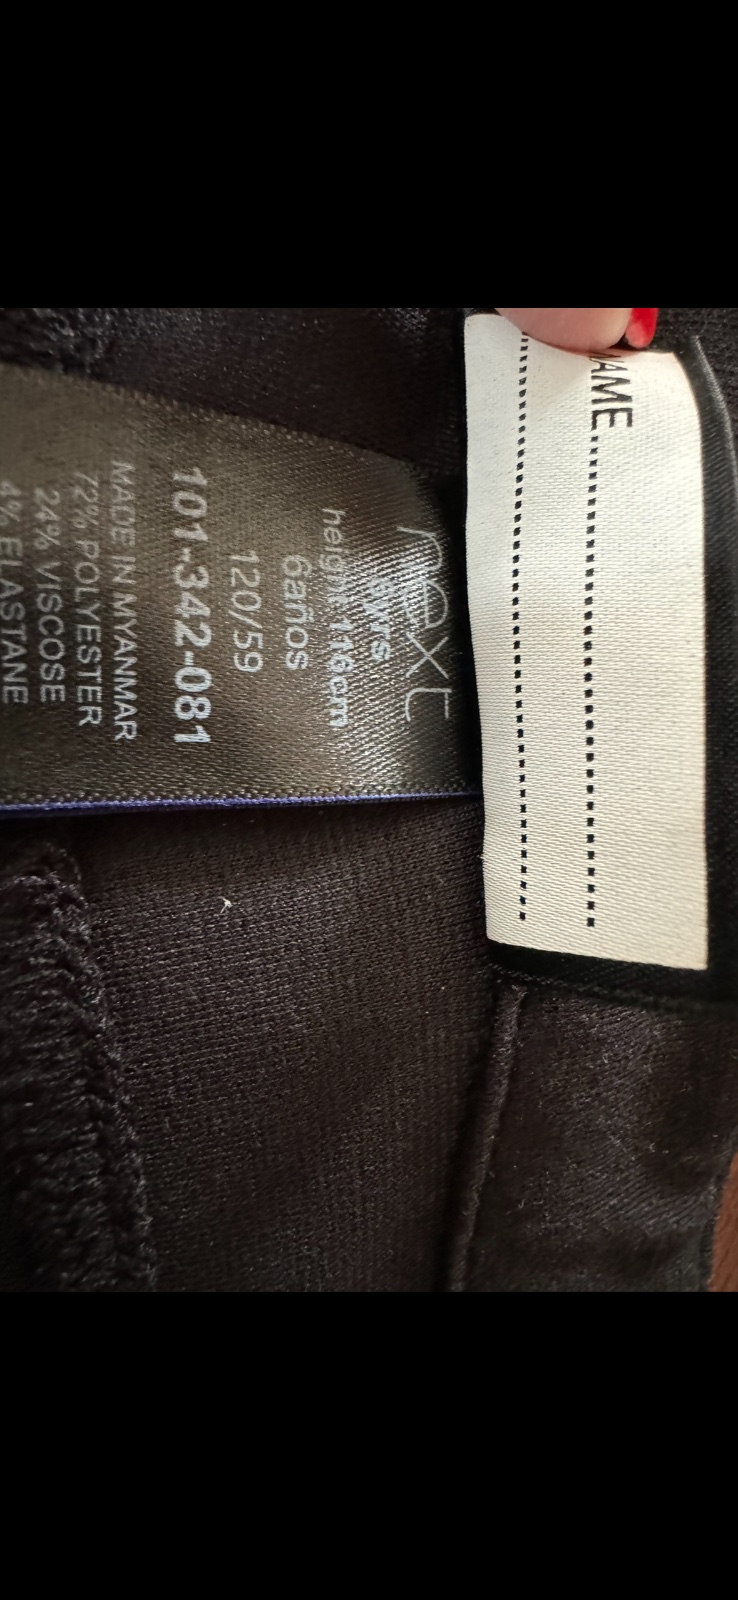 NAME
next
6yrs
height 116cm
6años
120/59
101-342-081
MADE IN MYANMAR
72% POLYESTER
24% VISCOSE
4% ELASTANE